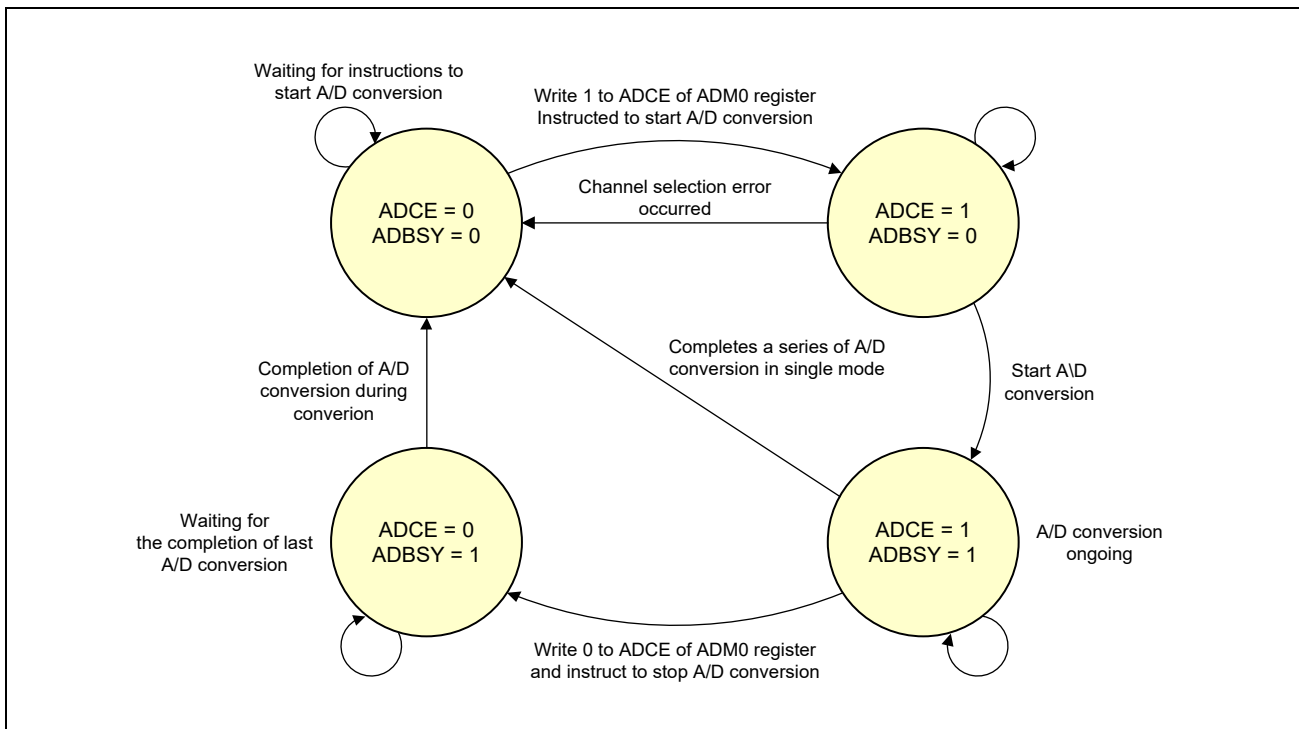 Waiting for instructions to
start A/D conversion
Write 1 to ADCE of ADM0 register
Instructed to start A/D conversion
Channel selection error
occurred
ADCE = 0
ADBSY = 0
ADCE = 1
ADBSY = 0
Completes a series of A/D
conversion in single mode
Completion of A/D
conversion during
converion
Start A\D
conversion
Waiting for
the completion of last
A/D conversion
ADCE = 0
ADBSY = 1
ADCE = 1
ADBSY = 1
A/D conversion
ongoing
Write 0 to ADCE of ADM0 register
and instruct to stop A/D conversion